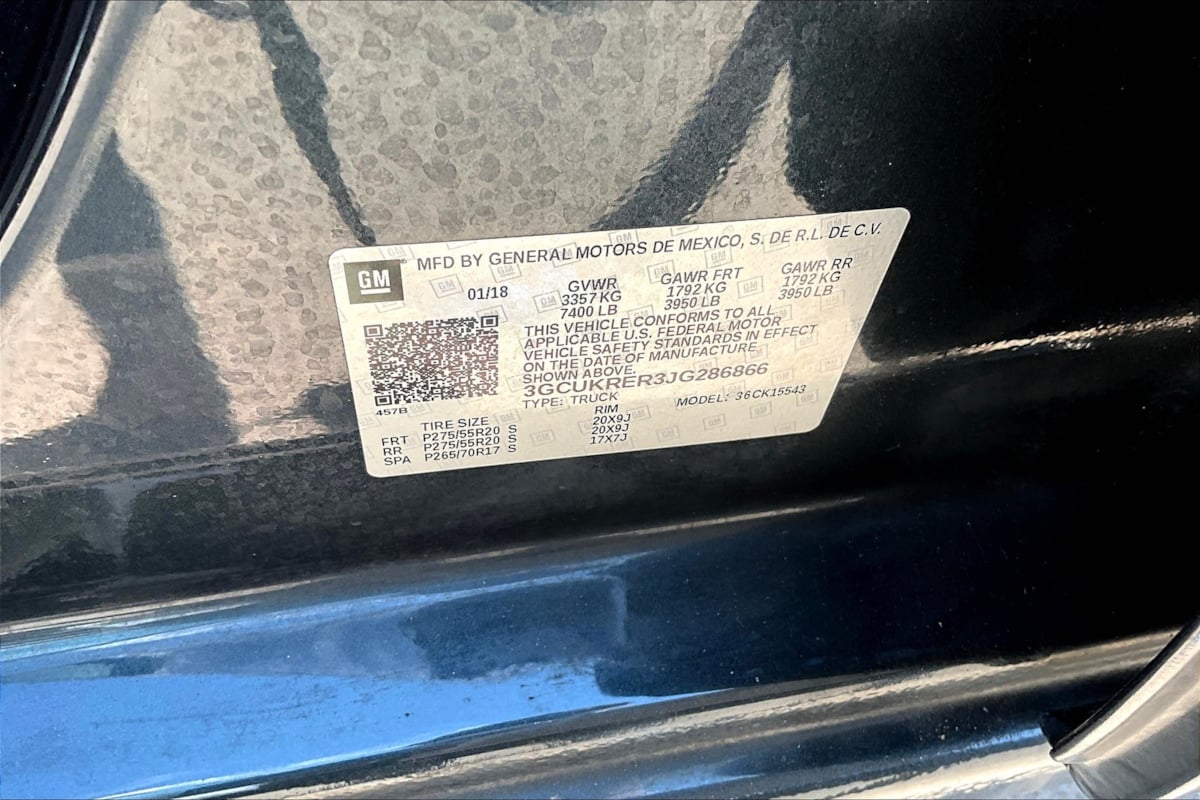 GM MFD BY GENERAL MOTORS DE MEXICO, S. DE R.L. DE C.V.
01/18 GVWR GAWR FRT GAWR RR
3357 KG 1792 KG 1792 KG
7400 LB 3950 LB 3950 LB
THIS VEHICLE CONFORMS TO ALL
APPLICABLE U.S. FEDERAL MOTOR
VEHICLE SAFETY STANDARDS IN EFFECT
ON THE DATE OF MANUFACTURE
SHOWN ABOVE.
3GCUKRER3JG286866
TYPE: TRUCK MODEL: 36CK15543
457B
TIRE SIZE RIM
FRT P275/55R20 S 20X9J
RR P275/55R20 S 20X9J
SPA P265/70R17 S 17X7J